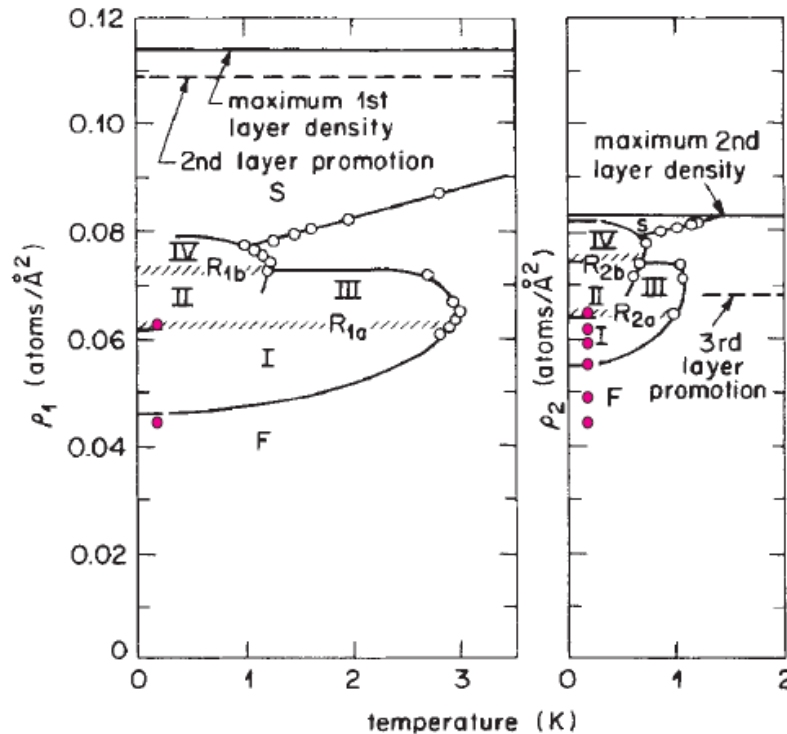 0.12
0.10
0.08
0.06
0.04
0.02
0
ρ₁ (atoms/Å²)
maximum 1st
layer density
2nd layer promotion
S
IV
R₁b
II
III
R₁a
I
F
0
1
2
3
maximum 2nd
layer density
S
IV
R₂b
II
III
R₂a
I
F
3rd
layer
promotion
ρ₂ (atoms/Å²)
0
1
2
temperature (K)